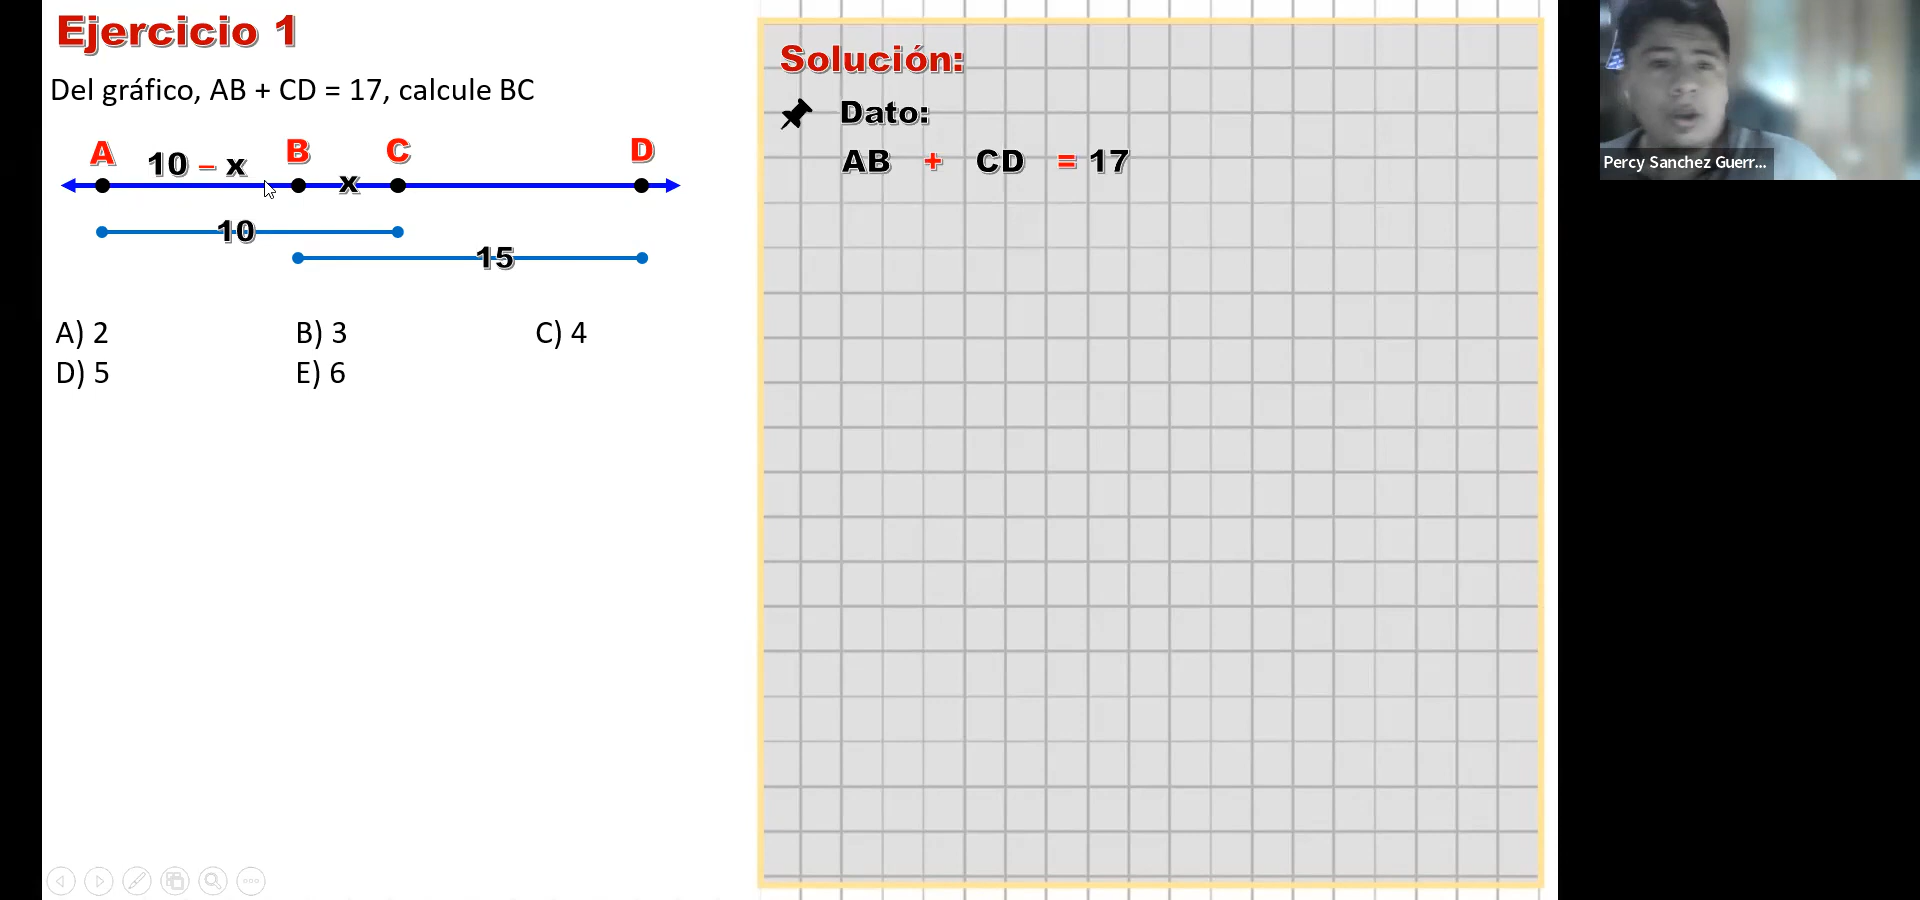 Ejercicio 1
Del gráfico, AB + CD = 17, calcule BC
A 10 – x B C D
x
10
15
A) 2 B) 3 C) 4
D) 5 E) 6
Solución:
Dato:
AB + CD = 17
Percy Sanchez Guerr...